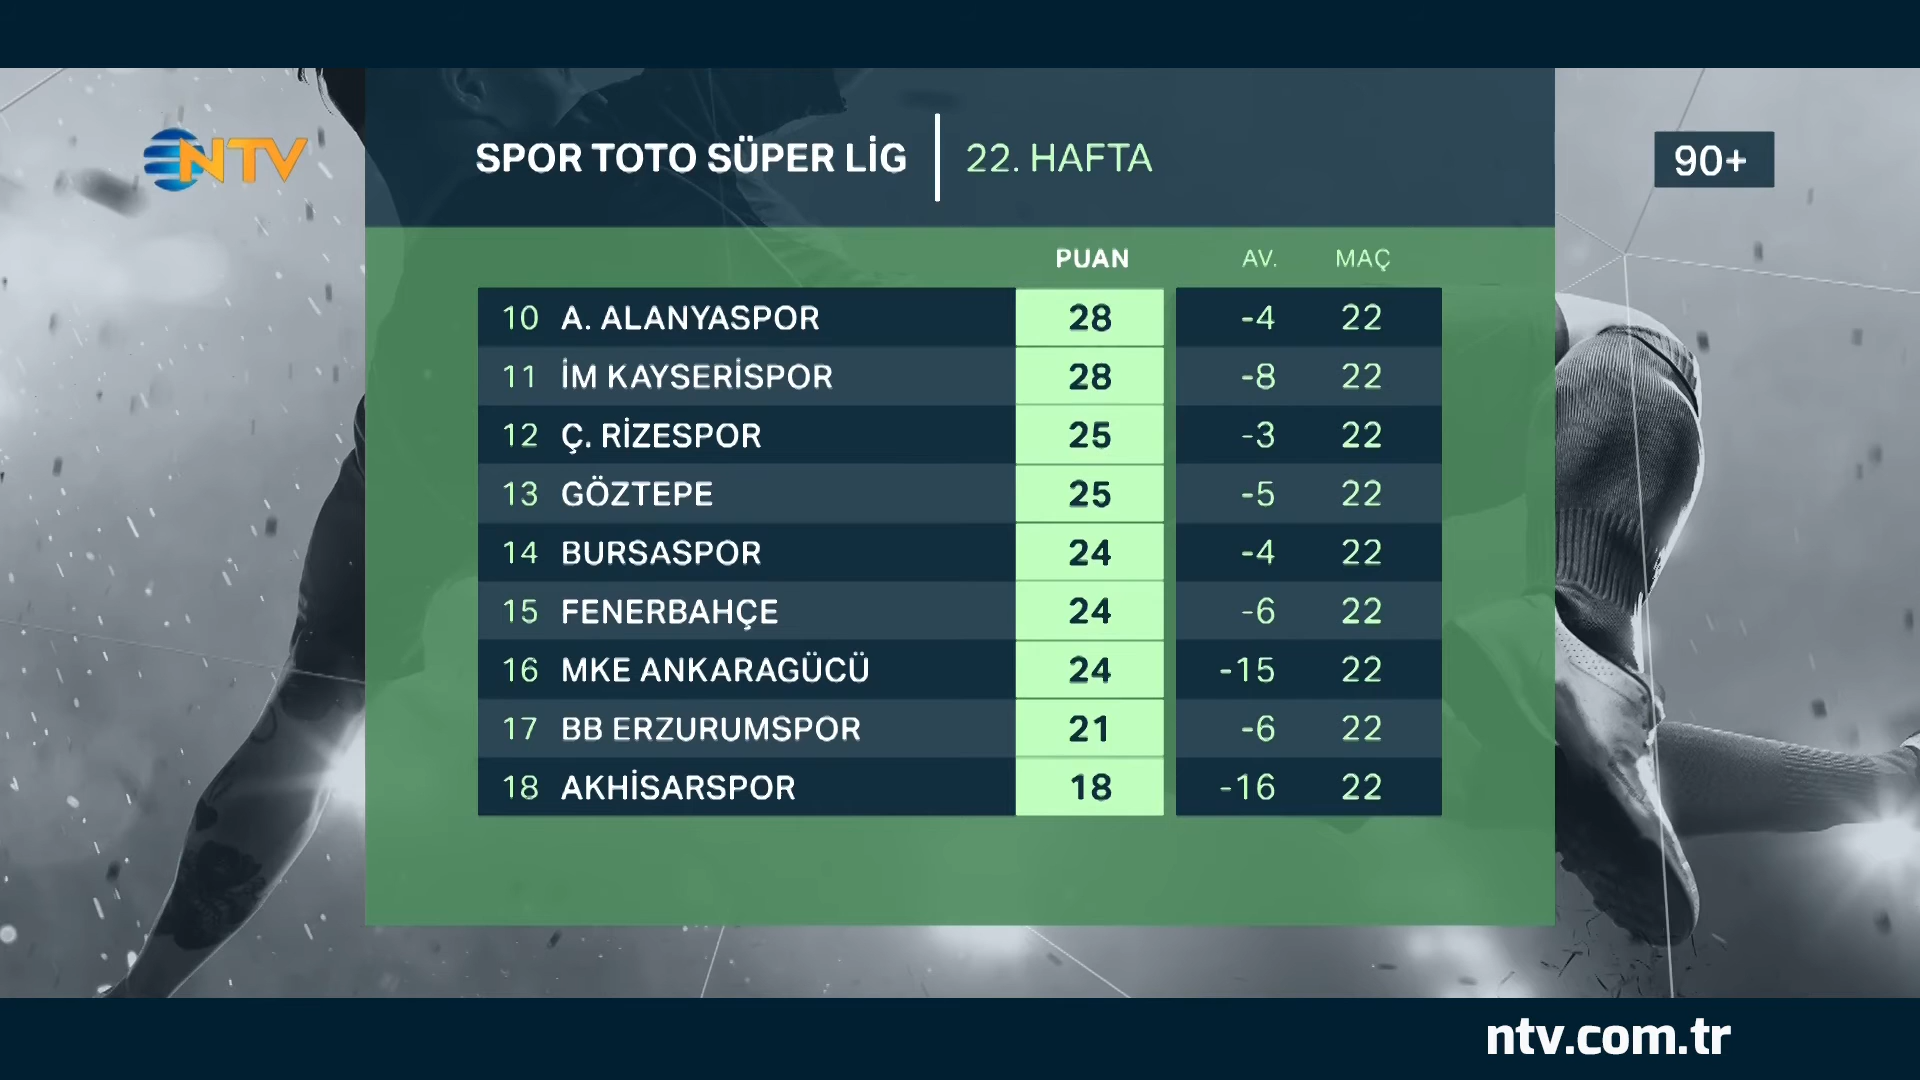 NTV
SPOR TOTO SÜPER LİG 22. HAFTA
90+
PUAN AV. MAÇ
10 A. ALANYASPOR 28 -4 22
11 İM KAYSERİSPOR 28 -8 22
12 Ç. RİZESPOR 25 -3 22
13 GÖZTEPE 25 -5 22
14 BURSASPOR 24 -4 22
15 FENERBAHÇE 24 -6 22
16 MKE ANKARAGÜCÜ 24 -15 22
17 BB ERZURUMSPOR 21 -6 22
18 AKHİSARSPOR 18 -16 22
ntv.com.tr